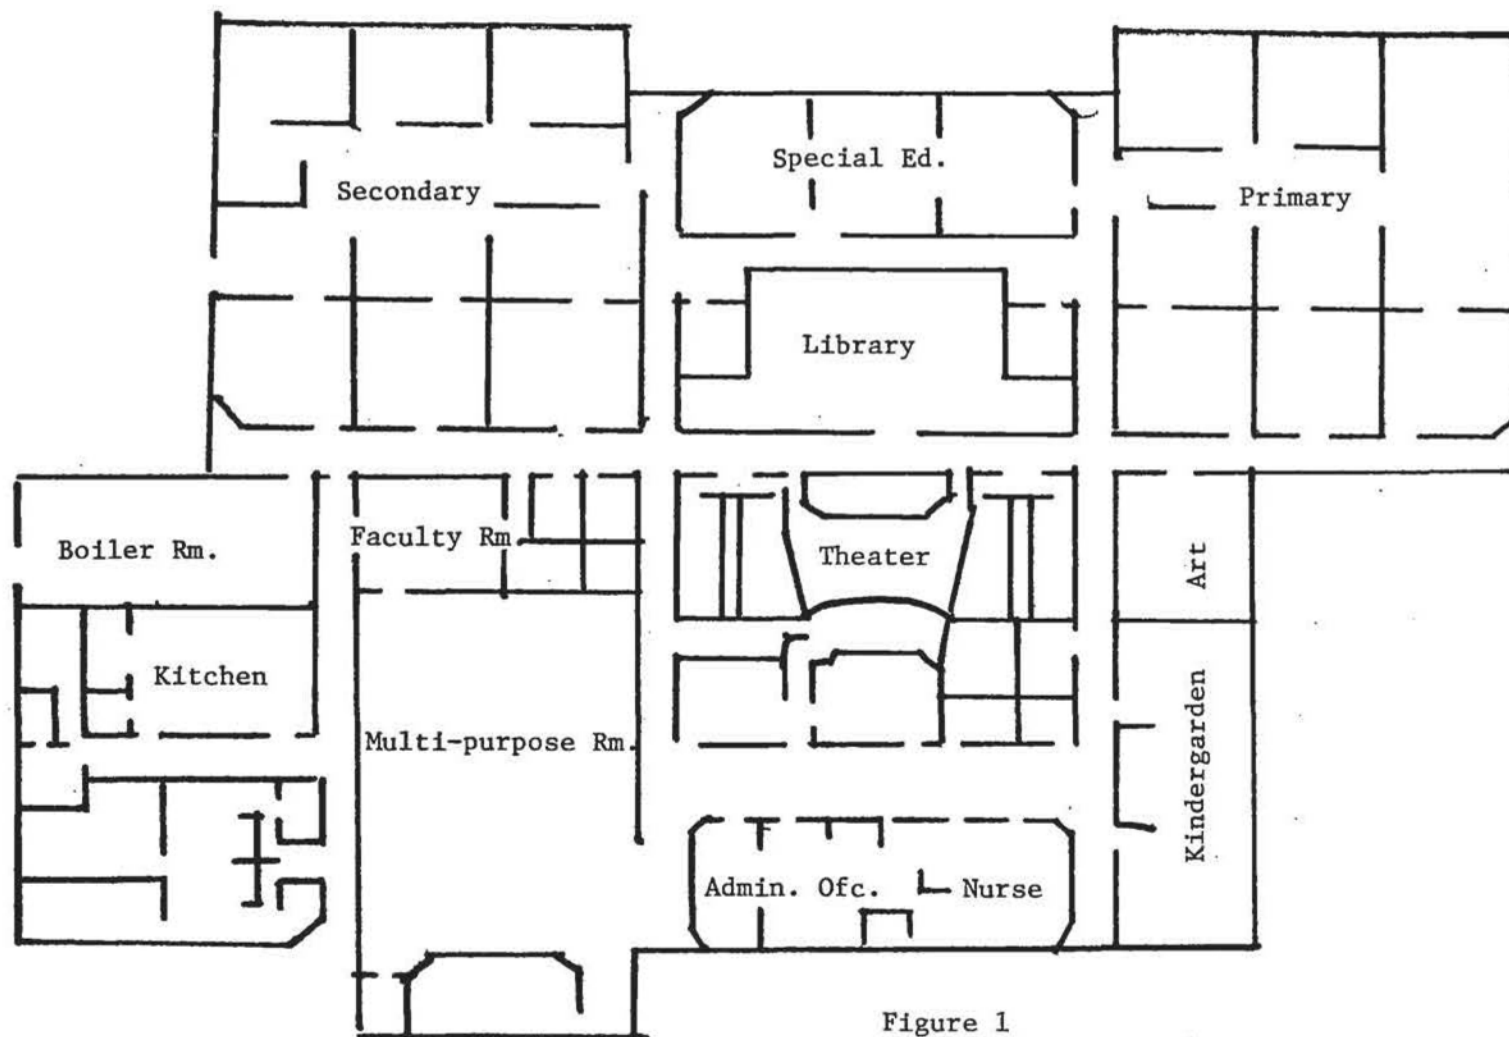 Special Ed.
Secondary
Primary
Library
Faculty Rm
Boiler Rm.
Theater
Art
Kitchen
Multi-purpose Rm.
Kindergarden
Admin. Ofc.
Nurse
Figure 1